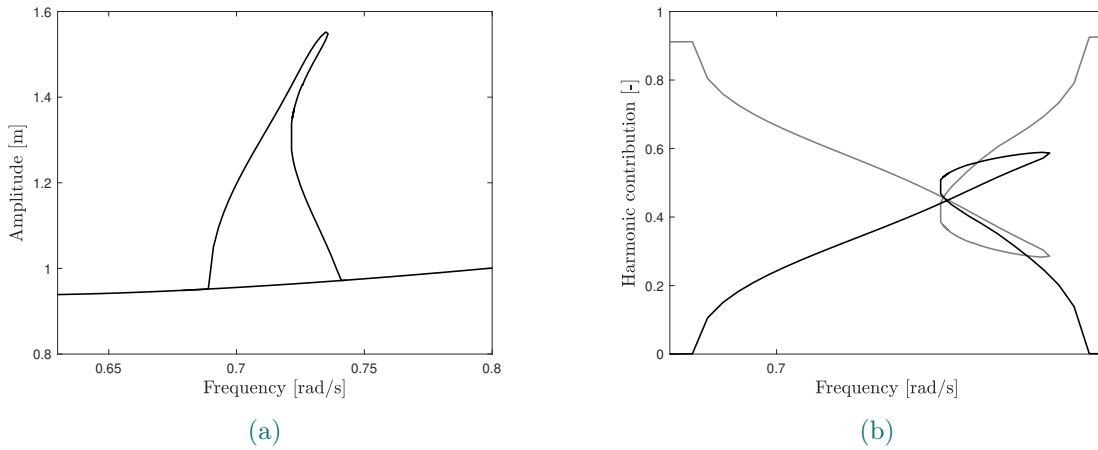 1.6
1.4
1.2
1
0.8
Amplitude [m]
0.65
0.7
0.75
0.8
Frequency [rad/s]
(a)
1
0.8
0.6
0.4
0.2
0
Harmonic contribution [-]
0.7
Frequency [rad/s]
(b)